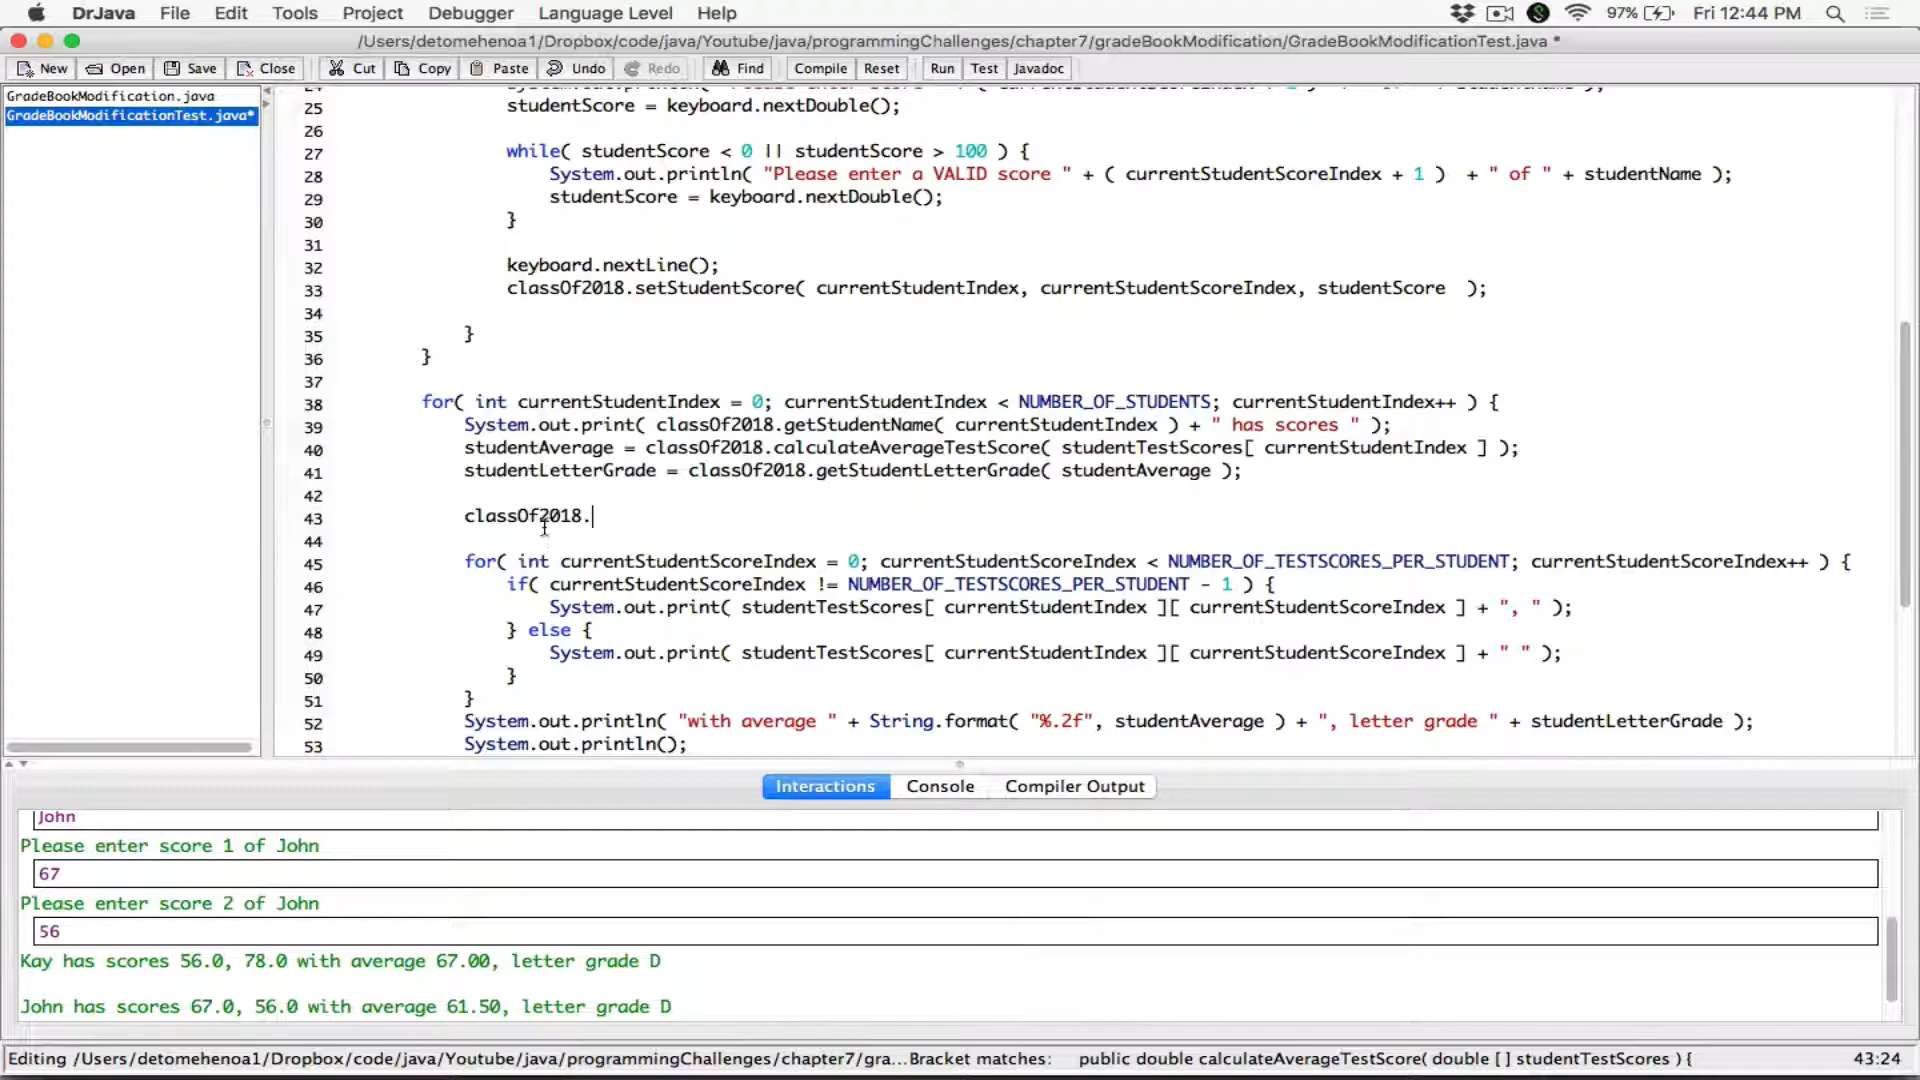 DrJava File Edit Tools Project Debugger Language Level Help 97% Fri 12:44 PM
/Users/detomehenoa1/Dropbox/code/java/Youtube/java/programmingChallenges/chapter7/gradeBookModification/GradeBookModificationTest.java *
New Open Save Close Cut Copy Paste Undo Redo Find Compile Reset Run Test Javadoc
GradeBookModification.java
GradeBookModificationTest.java*
25 studentScore = keyboard.nextDouble();
26
27 while( studentScore < 0 || studentScore > 100 ) {
28 System.out.println( "Please enter a VALID score " + ( currentStudentScoreIndex + 1 ) + " of " + studentName );
29 studentScore = keyboard.nextDouble();
30 }
31
32 keyboard.nextLine();
33 classOf2018.setStudentScore( currentStudentIndex, currentStudentScoreIndex, studentScore );
34
35 }
36 }
37
38 for( int currentStudentIndex = 0; currentStudentIndex < NUMBER_OF_STUDENTS; currentStudentIndex++ ) {
39 System.out.print( classOf2018.getStudentName( currentStudentIndex ) + " has scores " );
40 studentAverage = classOf2018.calculateAverageTestScore( studentTestScores[ currentStudentIndex ] );
41 studentLetterGrade = classOf2018.getStudentLetterGrade( studentAverage );
42
43 classOf2018.
44
45 for( int currentStudentScoreIndex = 0; currentStudentScoreIndex < NUMBER_OF_TESTSCORES_PER_STUDENT; currentStudentScoreIndex++ ) {
46 if( currentStudentScoreIndex != NUMBER_OF_TESTSCORES_PER_STUDENT - 1 ) {
47 System.out.print( studentTestScores[ currentStudentIndex ][ currentStudentScoreIndex ] + ", " );
48 } else {
49 System.out.print( studentTestScores[ currentStudentIndex ][ currentStudentScoreIndex ] + " " );
50 }
51 }
52 System.out.println( "with average " + String.format( "%.2f", studentAverage ) + ", letter grade " + studentLetterGrade );
53 System.out.println();
Interactions Console Compiler Output
John
Please enter score 1 of John
67
Please enter score 2 of John
56
Kay has scores 56.0, 78.0 with average 67.00, letter grade D
John has scores 67.0, 56.0 with average 61.50, letter grade D
Editing /Users/detomehenoa1/Dropbox/code/java/Youtube/java/programmingChallenges/chapter7/gra...Bracket matches: public double calculateAverageTestScore( double [] studentTestScores ) { 43:24